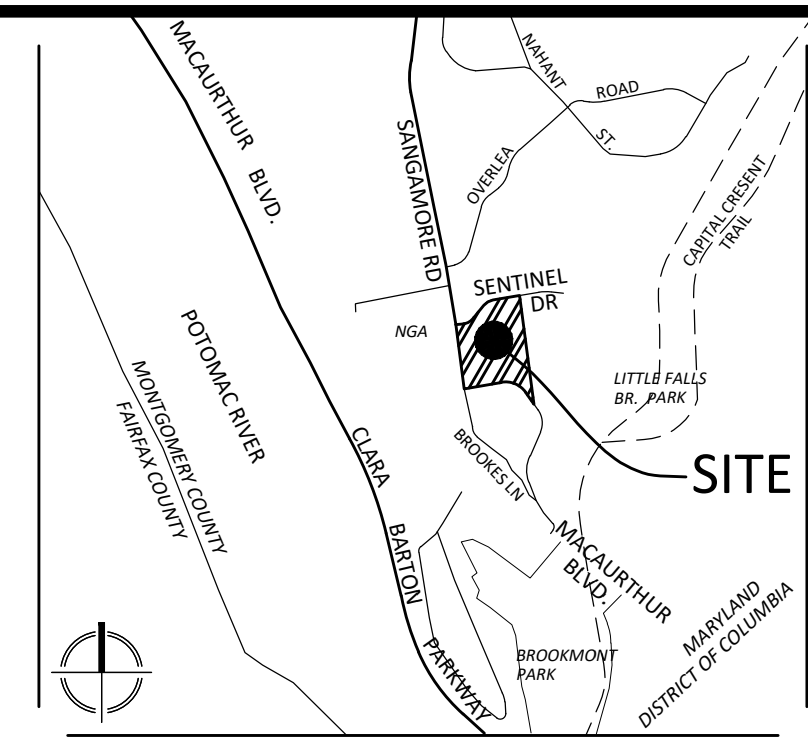 MACAURTHUR BLVD.
NAHANT ST.
OVERLEA ROAD
SANGAMORE RD
CAPITAL CRESENT
TRAIL
SENTINEL
DR
NGA
POTOMAC RIVER
MONTGOMERY COUNTY
FAIRFAX COUNTY
LITTLE FALLS
BR. PARK
SITE
BROOKES LN
CLARA BARTON PARKWAY
MACAURTHUR
BLVD.
BROOKMONT
PARK
MARYLAND
DISTRICT OF COLUMBIA